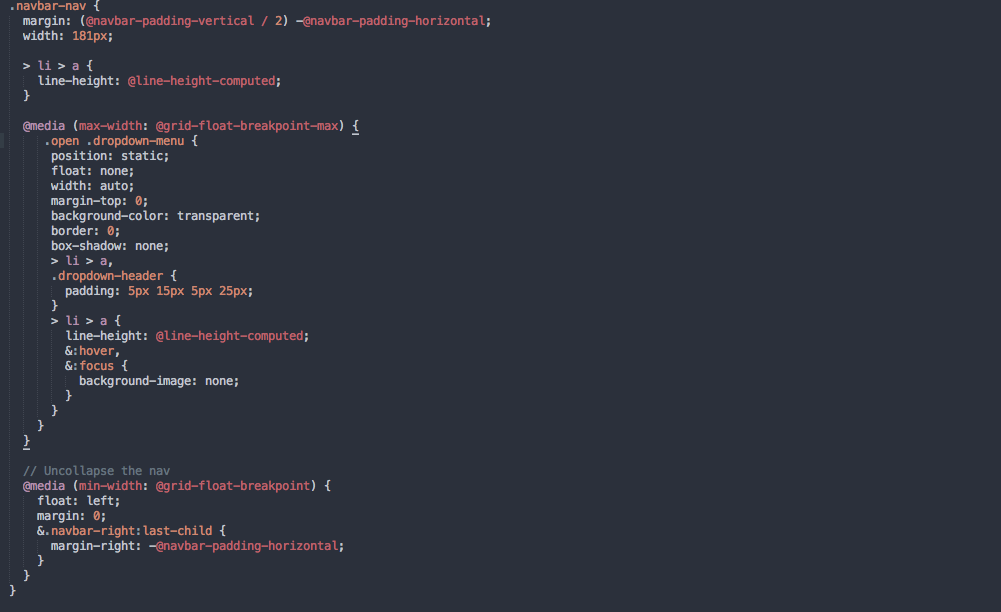 .navbar-nav {
  margin: (@navbar-padding-vertical / 2) -@navbar-padding-horizontal;
  width: 181px;

  > li > a {
    line-height: @line-height-computed;
  }

  @media (max-width: @grid-float-breakpoint-max) {
     .open .dropdown-menu {
      position: static;
      float: none;
      width: auto;
      margin-top: 0;
      background-color: transparent;
      border: 0;
      box-shadow: none;
      > li > a,
      .dropdown-header {
        padding: 5px 15px 5px 25px;
      }
      > li > a {
        line-height: @line-height-computed;
        &:hover,
        &:focus {
          background-image: none;
        }
      }
    }
  }

  // Uncollapse the nav
  @media (min-width: @grid-float-breakpoint) {
    float: left;
    margin: 0;
    &.navbar-right:last-child {
      margin-right: -@navbar-padding-horizontal;
    }
  }
}